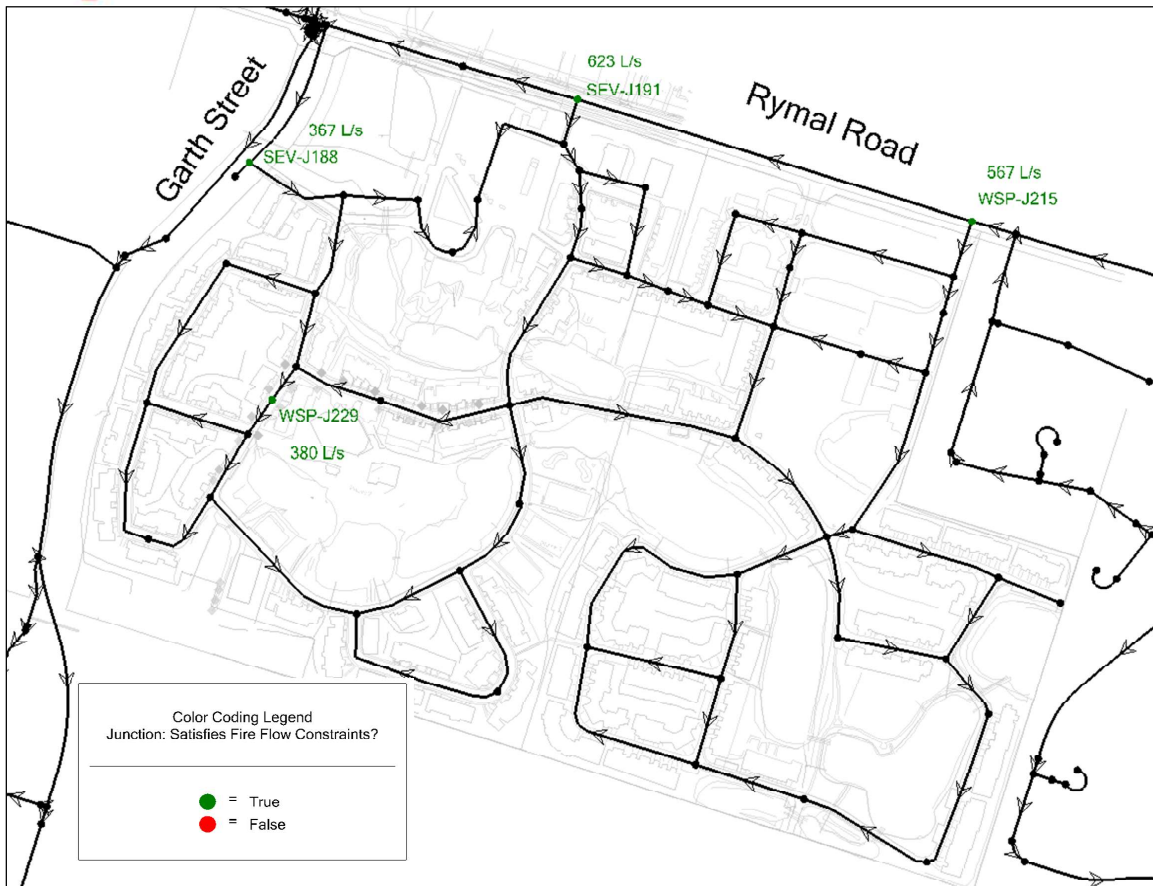 623 L/s
SEV-J191
Rymal Road
Garth Street
367 L/s
SEV-J188
567 L/s
WSP-J215
WSP-J229
380 L/s
Color Coding Legend
Junction: Satisfies Fire Flow Constraints?
= True
= False